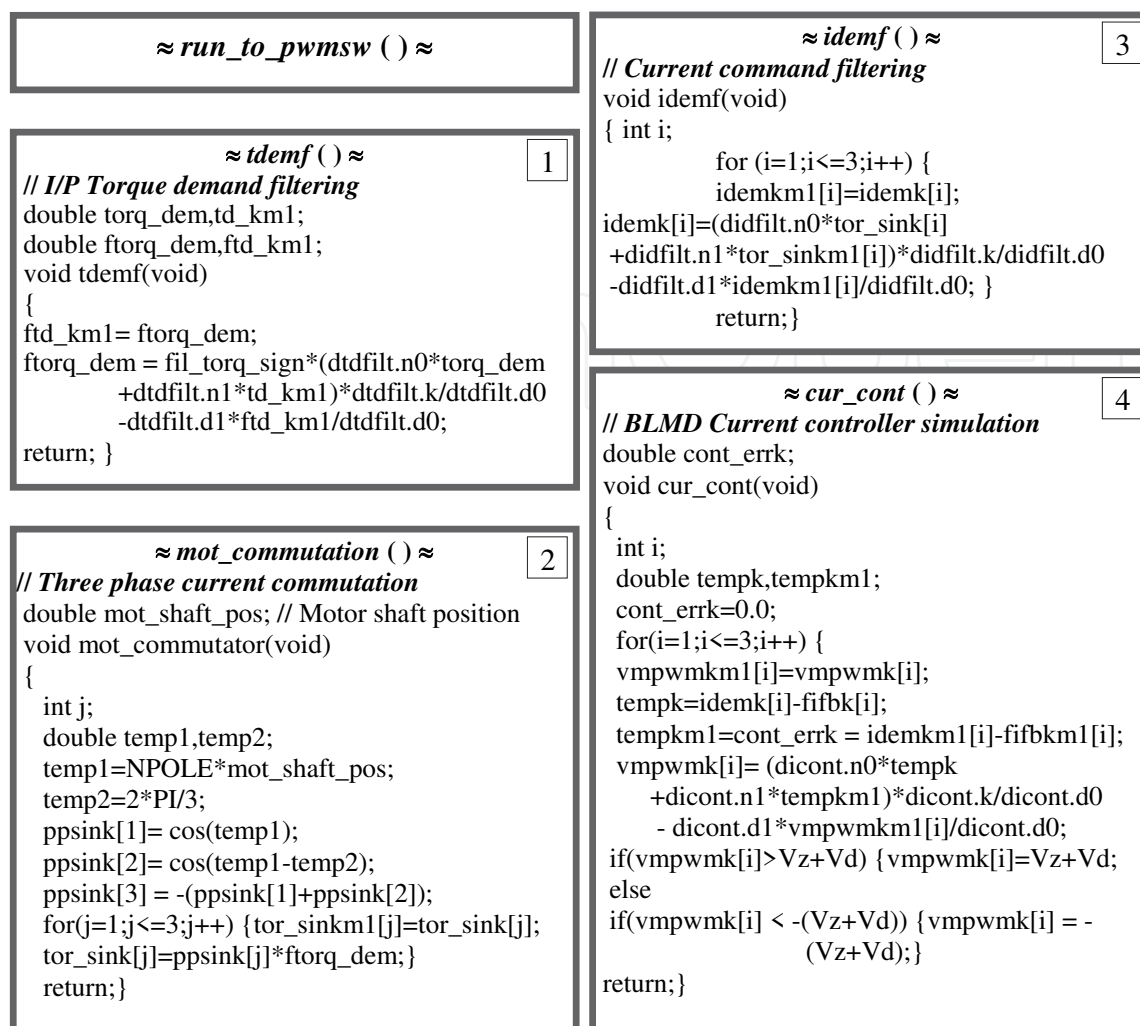 ≈ run_to_pwmsw ( ) ≈
≈ tdemf ( ) ≈
1
// I/P Torque demand filtering
double torq_dem,td_km1;
double ftorq_dem,ftd_km1;
void tdemf(void)
{
ftd_km1= ftorq_dem;
ftorq_dem = fil_torq_sign*(dtdfilt.n0*torq_dem
+dtdfilt.n1*td_km1)*dtdfilt.k/dtdfilt.d0
-dtdfilt.d1*ftd_km1/dtdfilt.d0;
return; }
≈ mot_commutation ( ) ≈
2
// Three phase current commutation
double mot_shaft_pos; // Motor shaft position
void mot_commutator(void)
{
int j;
double temp1,temp2;
temp1=NPOLE*mot_shaft_pos;
temp2=2*PI/3;
ppsink[1]= cos(temp1);
ppsink[2]= cos(temp1-temp2);
ppsink[3] = -(ppsink[1]+ppsink[2]);
for(j=1;j<=3;j++) {tor_sinkm1[j]=tor_sink[j];
tor_sink[j]=ppsink[j]*ftorq_dem;}
return;}
≈ idemf ( ) ≈
3
// Current command filtering
void idemf(void)
{ int i;
for (i=1;i<=3;i++) {
idemkm1[i]=idemk[i];
idemk[i]=(didfilt.n0*tor_sink[i]
+didfilt.n1*tor_sinkm1[i])*didfilt.k/didfilt.d0
-didfilt.d1*idemkm1[i]/didfilt.d0; }
return;}
≈ cur_cont ( ) ≈
4
// BLMD Current controller simulation
double cont_errk;
void cur_cont(void)
{
int i;
double tempk,tempkm1;
cont_errk=0.0;
for(i=1;i<=3;i++) {
vmpwmkm1[i]=vmpwmk[i];
tempk=idemk[i]-fifbk[i];
tempkm1=cont_errk = idemkm1[i]-fifbkm1[i];
vmpwmk[i]= (dicont.n0*tempk
+dicont.n1*tempkm1)*dicont.k/dicont.d0
- dicont.d1*vmpwmkm1[i]/dicont.d0;
if(vmpwmk[i]>Vz+Vd) {vmpwmk[i]=Vz+Vd;
else
if(vmpwmk[i] < -(Vz+Vd)) {vmpwmk[i] = -
(Vz+Vd);}
return;}